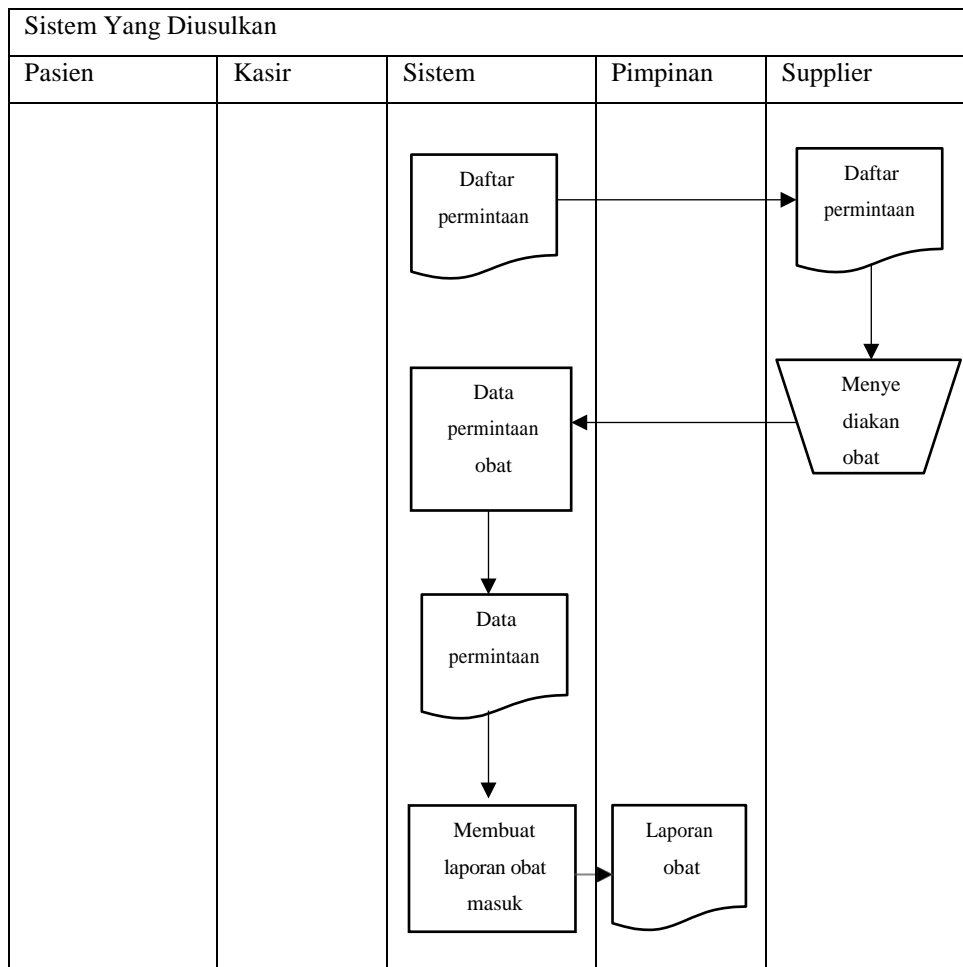 Sistem Yang Diusulkan
Pasien
Kasir
Sistem
Pimpinan
Supplier
Daftar
permintaan
Daftar
permintaan
Menye
diakan
obat
Data
permintaan
obat
Data
permintaan
Membuat
laporan obat
masuk
Laporan
obat